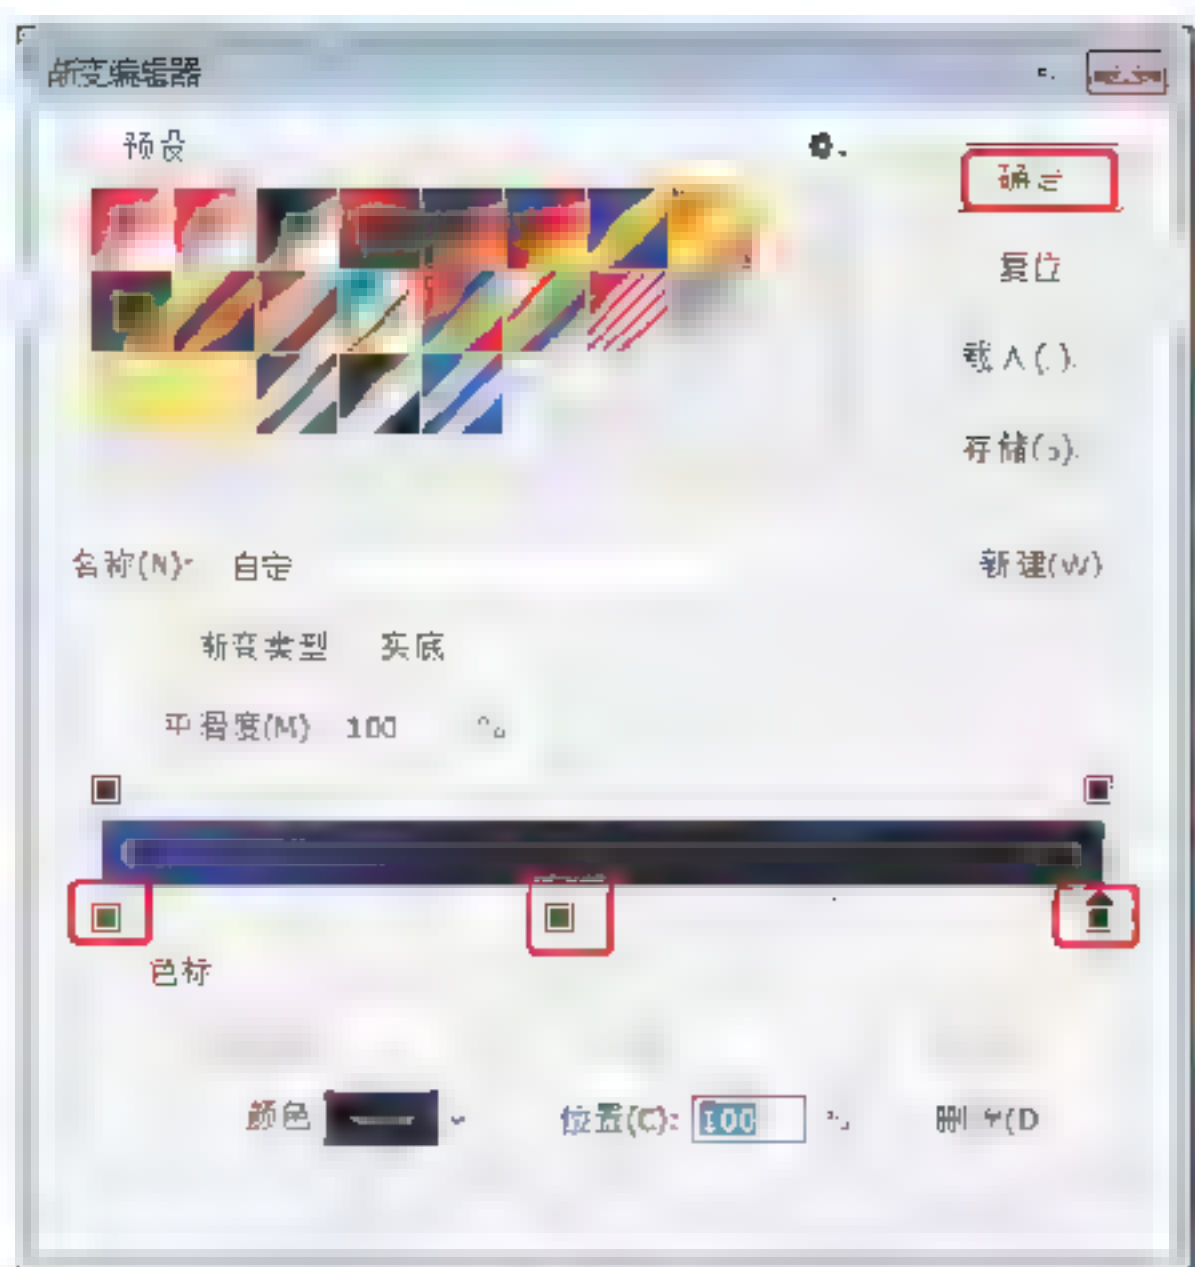 渐变编辑器
预设
确定
复位
载入(
存储(
名称(N): 自定
新建(W)
渐变类型 实底
平滑度(M) 100 %
色标
颜色 位置(C): 100 % 删除(D